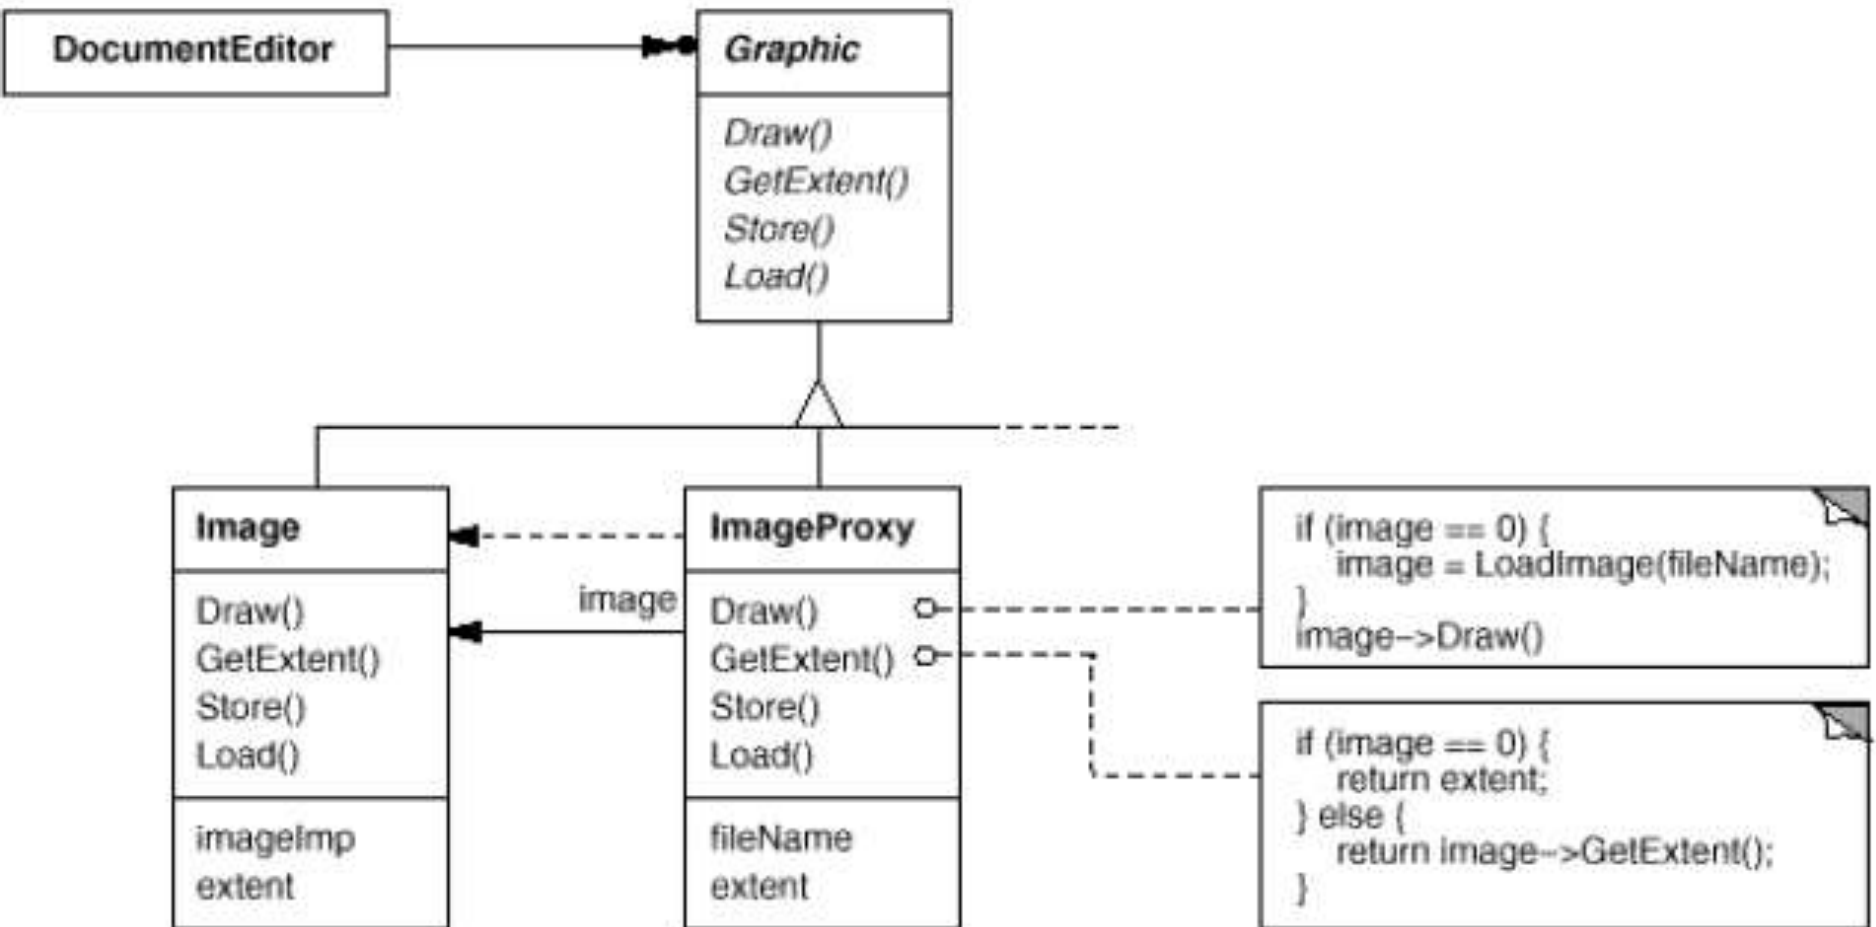 DocumentEditor
Graphic
Draw()
GetExtent()
Store()
Load()
Image
Draw()
GetExtent()
Store()
Load()
imageImp
extent
image
ImageProxy
Draw()
GetExtent()
Store()
Load()
fileName
extent
if (image == 0) {
image = LoadImage(fileName);
}
image->Draw()
if (image == 0) {
return extent;
} else {
return image->GetExtent();
}